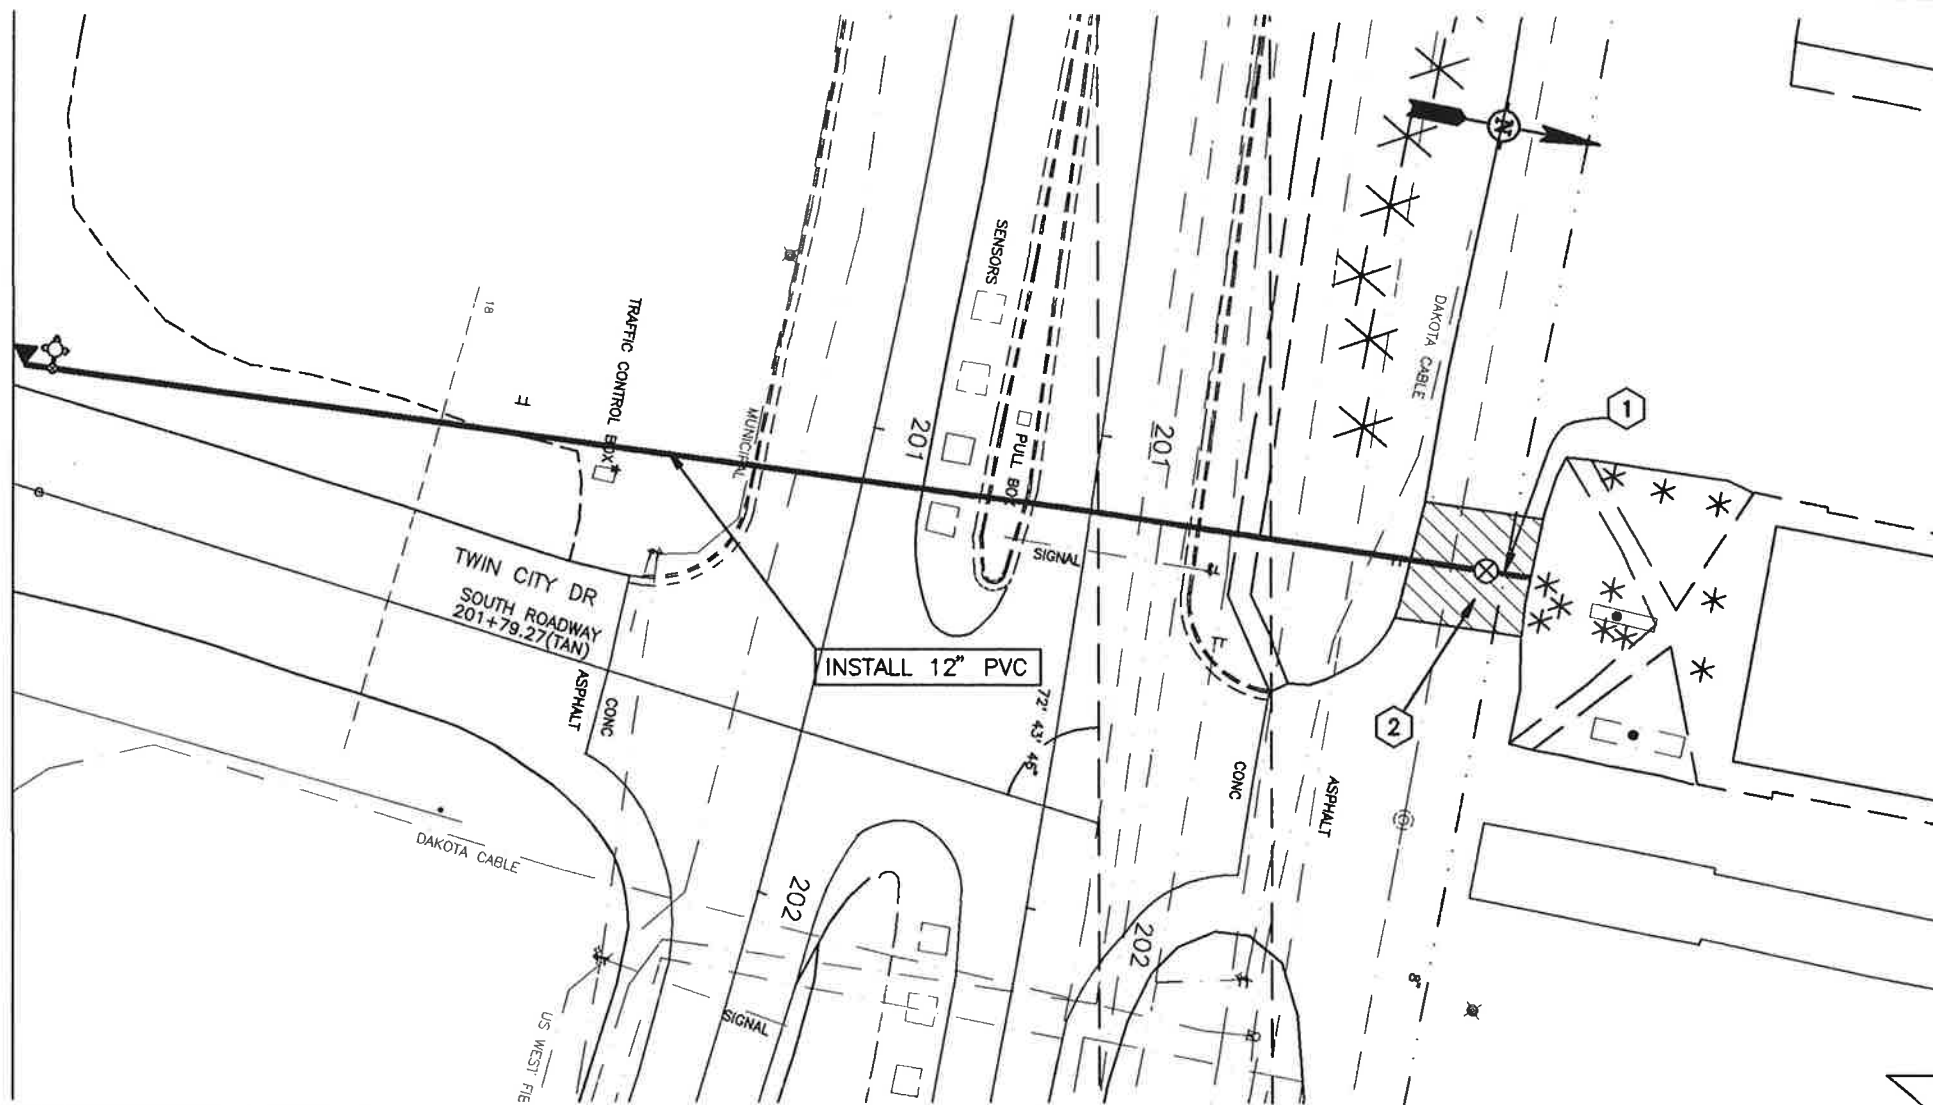 N
SENSORS
18
TRAFFIC CONTROL BOX
MUNICIPAL
201
PULL BOX
201
DAKOTA CABLE
1
SIGNAL
TWIN CITY DR
SOUTH ROADWAY
201+79.27(TAN)
INSTALL 12" PVC
ASPHALT
CONC
72° 43' 46"
2
CONC
ASPHALT
DAKOTA CABLE
202
202
SIGNAL
8"
US WEST FIB